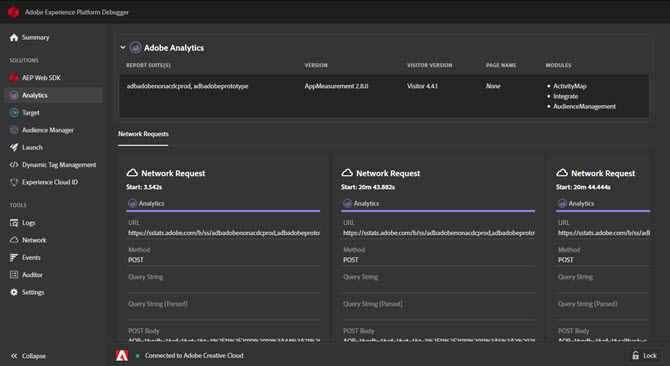 Adobe Experience Platform Debugger
Summary
SOLUTIONS
AEP Web SDK
Analytics
Target
Audience Manager
Launch
Dynamic Tag Management
Experience Cloud ID
TOOLS
Logs
Network
Events
Auditor
Settings
Collapse
Adobe Analytics
REPORT SUITE(S) VERSION VISITOR VERSION PAGE NAME MODULES
adbadobenonacdcprod, adbadobeprototype AppMeasurement 2.8.0 Visitor 4.4.1 None • ActivityMap
• Integrate
• AudienceManagement
Network Requests
Network Request
Start: 3.542s
Analytics
URL
https://sstats.adobe.com/b/ss/adbadobenonacdcprod,adbadobeprototy
Method
POST
Query String
Query String (Parsed)
POST Body
Network Request
Start: 20m 43.882s
Analytics
URL
https://sstats.adobe.com/b/ss/adbadobenonacdcprod,adbadobeprototy
Method
POST
Query String
Query String (Parsed)
POST Body
Network Request
Start: 20m 44.444s
Analytics
URL
https://sstats.adobe.com/b/ss/adb
Method
POST
Query String
Query String (Parsed)
POST Body
Connected to Adobe Creative Cloud
Lock